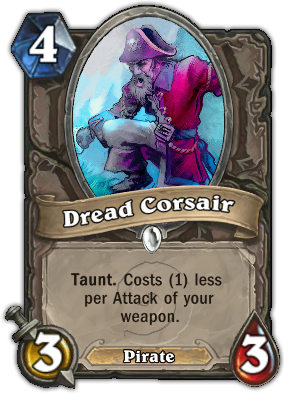 4
Dread Corsair
Taunt. Costs (1) less
per Attack of your
weapon.
3
Pirate
3